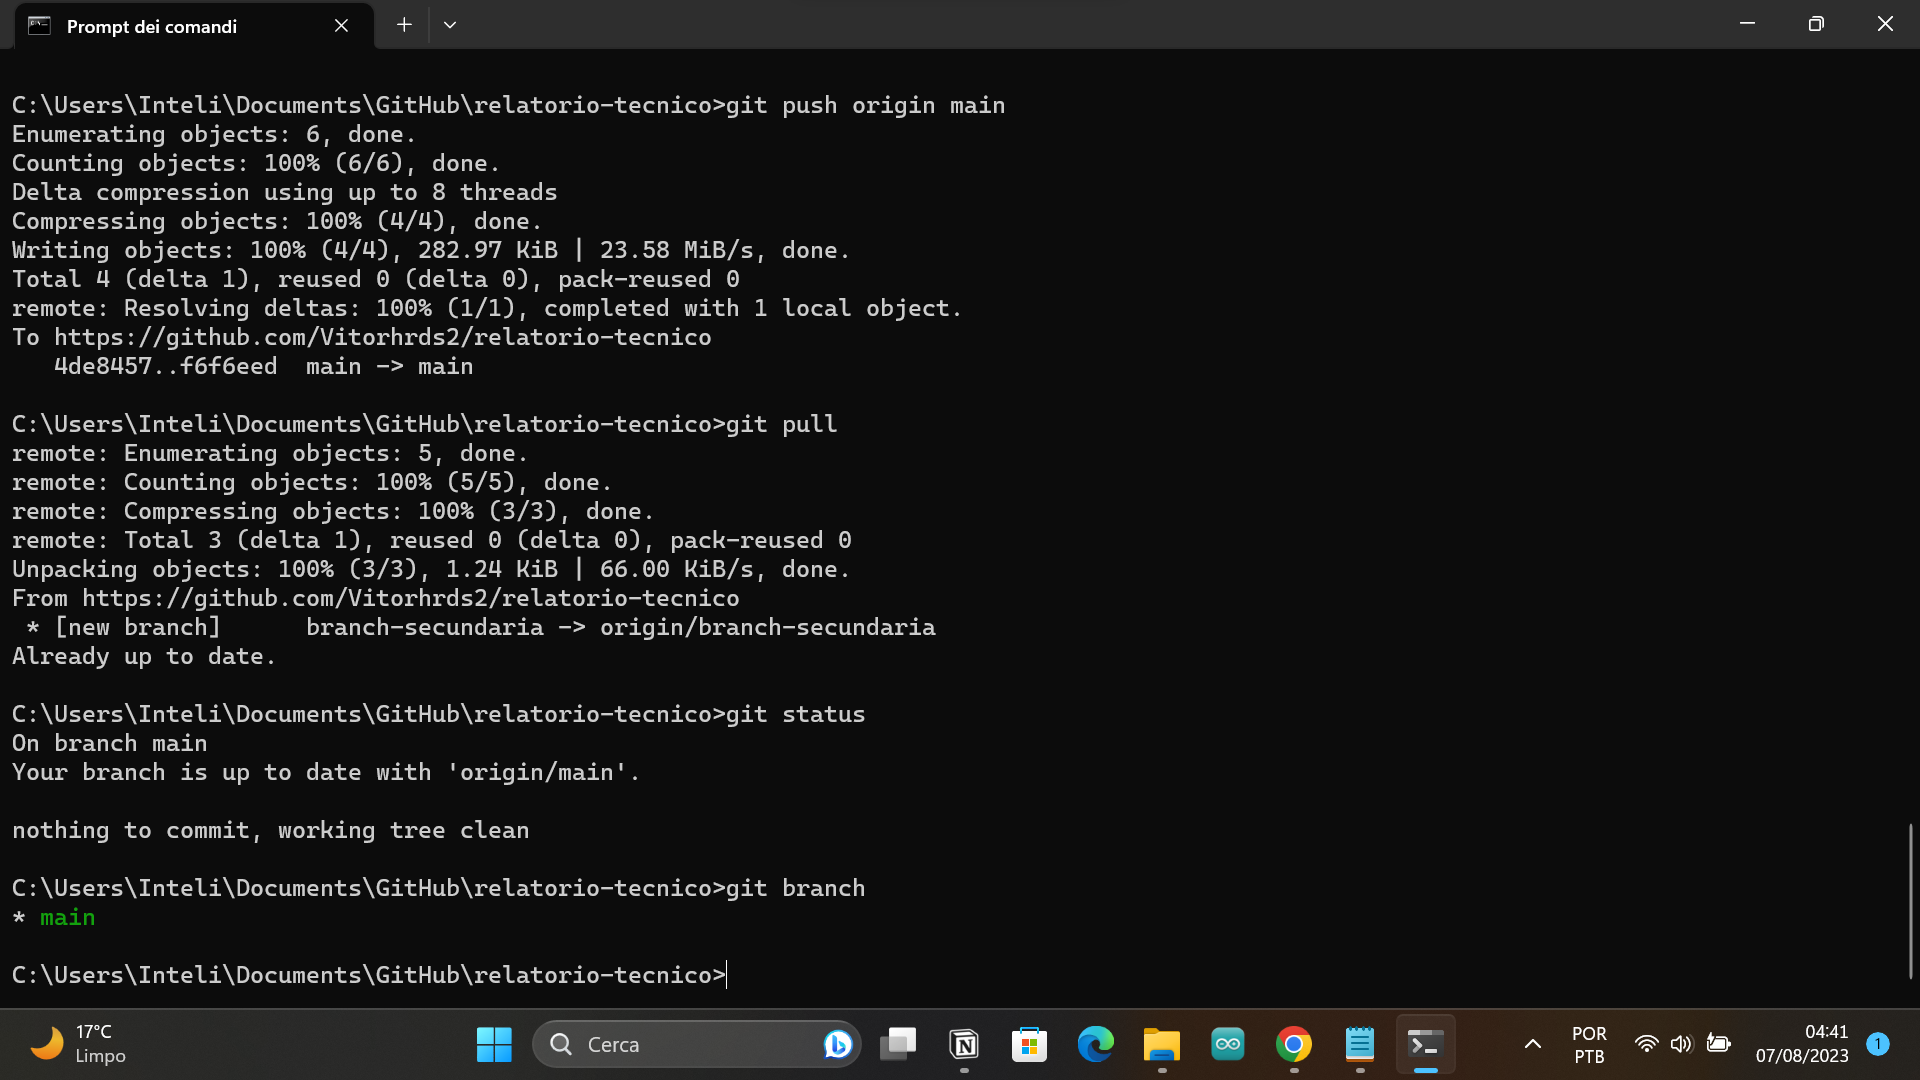 Prompt dei comandi
C:\Users\Inteli\Documents\GitHub\relatorio-tecnico>git push origin main
Enumerating objects: 6, done.
Counting objects: 100% (6/6), done.
Delta compression using up to 8 threads
Compressing objects: 100% (4/4), done.
Writing objects: 100% (4/4), 282.97 KiB | 23.58 MiB/s, done.
Total 4 (delta 1), reused 0 (delta 0), pack-reused 0
remote: Resolving deltas: 100% (1/1), completed with 1 local object.
To https://github.com/Vitorhrds2/relatorio-tecnico
   4de8457..f6f6eed  main -> main
C:\Users\Inteli\Documents\GitHub\relatorio-tecnico>git pull
remote: Enumerating objects: 5, done.
remote: Counting objects: 100% (5/5), done.
remote: Compressing objects: 100% (3/3), done.
remote: Total 3 (delta 1), reused 0 (delta 0), pack-reused 0
Unpacking objects: 100% (3/3), 1.24 KiB | 66.00 KiB/s, done.
From https://github.com/Vitorhrds2/relatorio-tecnico
 * [new branch]      branch-secundaria -> origin/branch-secundaria
Already up to date.
C:\Users\Inteli\Documents\GitHub\relatorio-tecnico>git status
On branch main
Your branch is up to date with 'origin/main'.
nothing to commit, working tree clean
C:\Users\Inteli\Documents\GitHub\relatorio-tecnico>git branch
* main
C:\Users\Inteli\Documents\GitHub\relatorio-tecnico>
17°C
Limpo
Cerca
POR
PTB
04:41
07/08/2023
1